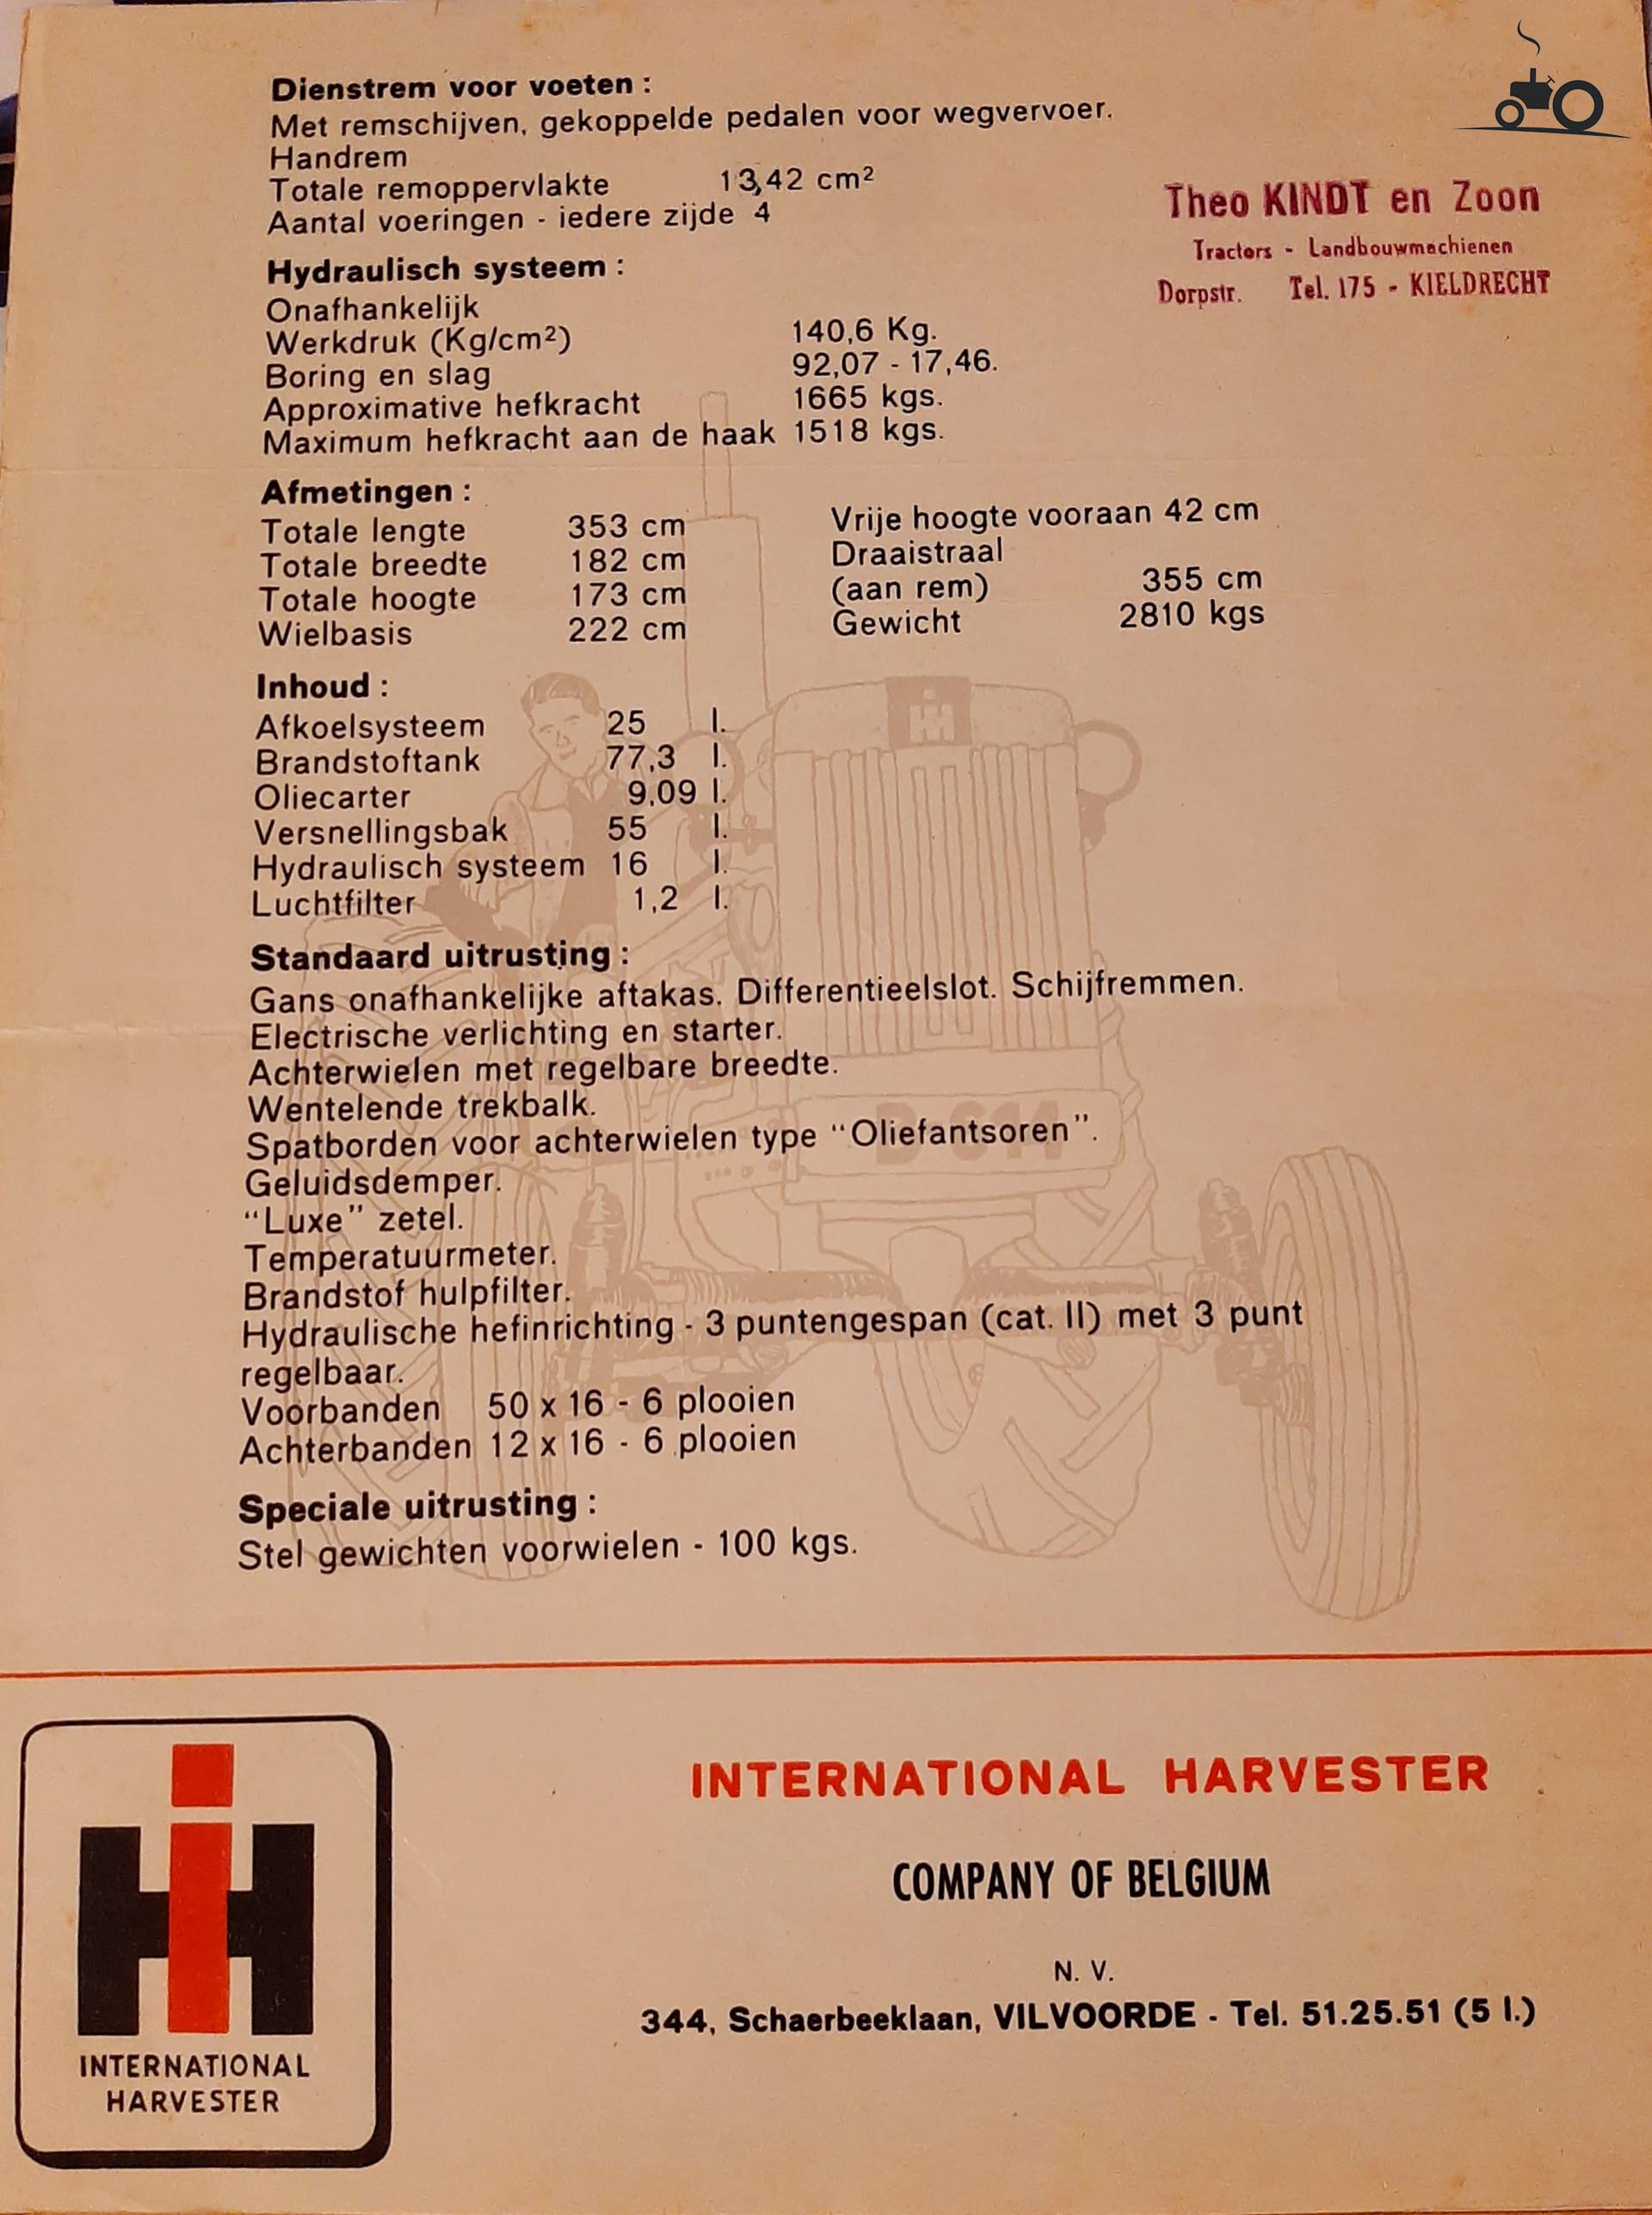 Dienstrem voor voeten :
Met remschijven, gekoppelde pedalen voor wegvervoer.
Handrem
Totale remoppervlakte 13,42 cm²
Aantal voeringen - iedere zijde 4
Theo KINDT en Zoon
Tractors - Landbouwmachienen
Dorpstr. Tel. 175 - KIELDRECHT
Hydraulisch systeem :
Onafhankelijk
Werkdruk (Kg/cm²) 140,6 Kg.
Boring en slag 92,07 - 17,46.
Approximative hefkracht 1665 kgs.
Maximum hefkracht aan de haak 1518 kgs.
Afmetingen :
Totale lengte 353 cm
Totale breedte 182 cm
Totale hoogte 173 cm
Wielbasis 222 cm
Vrije hoogte vooraan 42 cm
Draaistraal
(aan rem) 355 cm
Gewicht 2810 kgs
Inhoud :
Afkoelsysteem 25 l.
Brandstoftank 77,3 l.
Oliecarter 9,09 l.
Versnellingsbak 55 l.
Hydraulisch systeem 16 l.
Luchtfilter 1,2 l.
Standaard uitrusting :
Gans onafhankelijke aftakas. Differentieelslot. Schijfremmen.
Electrische verlichting en starter.
Achterwielen met regelbare breedte.
Wentelende trekbalk.
Spatborden voor achterwielen type “Oliefantsoren”.
Geluidsdemper.
“Luxe” zetel.
Temperatuurmeter.
Brandstof hulpfilter.
Hydraulische hefinrichting - 3 puntengespan (cat. II) met 3 punt
regelbaar.
Voorbanden 50 x 16 - 6 plooien
Achterbanden 12 x 16 - 6 plooien
Speciale uitrusting :
Stel gewichten voorwielen - 100 kgs.
D-614
INTERNATIONAL
HARVESTER
INTERNATIONAL HARVESTER
COMPANY OF BELGIUM
N. V.
344, Schaerbeeklaan, VILVOORDE - Tel. 51.25.51 (5 l.)